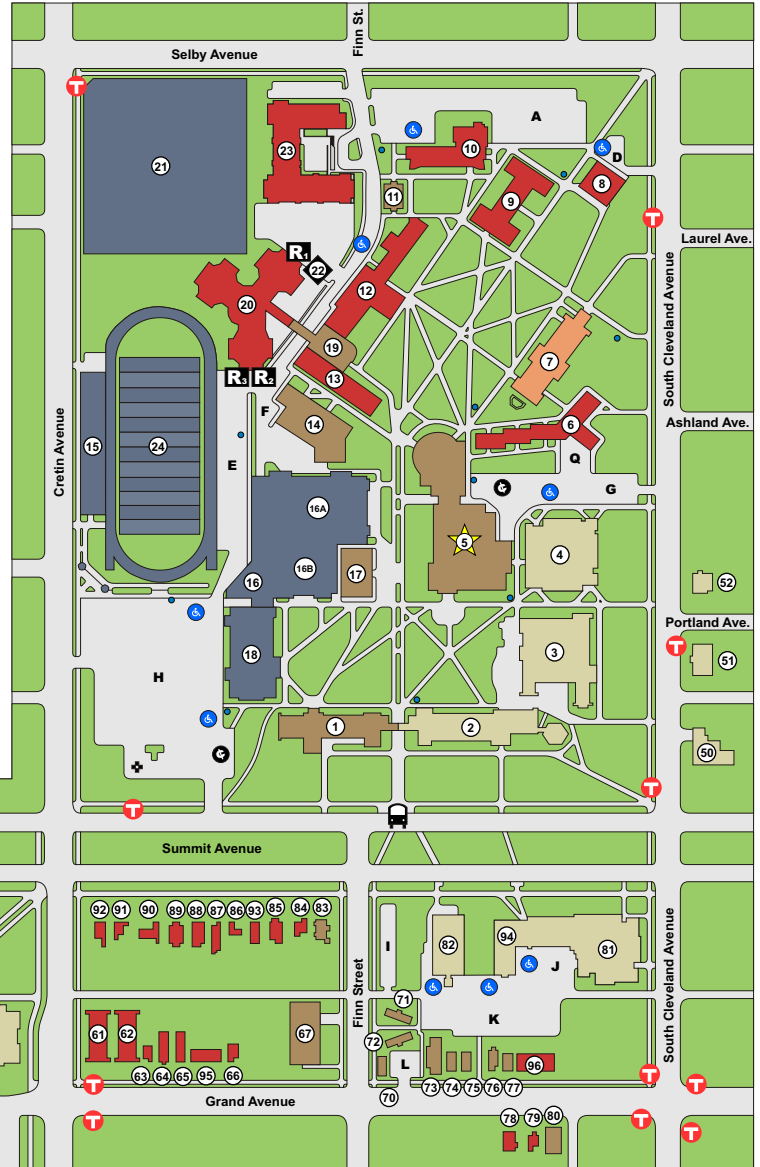 Finn St.
Selby Avenue
T
21
23
A
10
D
11
9
8
T
Laurel Ave.
R1
22
20
12
South Cleveland Avenue
19
7
R3
R2
13
F
14
6
Ashland Ave.
Cretin Avenue
15
24
E
Q
G
16A
5
4
16B
17
16
52
Portland Ave.
T
18
3
51
H
1
2
50
T
T
Summit Avenue
92
91
90
89
88
87
86
93
85
84
83
I
82
94
81
J
Finn Street
South Cleveland Avenue
71
K
61
62
67
72
L
96
63
64
65
95
66
73
74
75
76
77
T
T
T
70
Grand Avenue
T
78
79
80
T
T